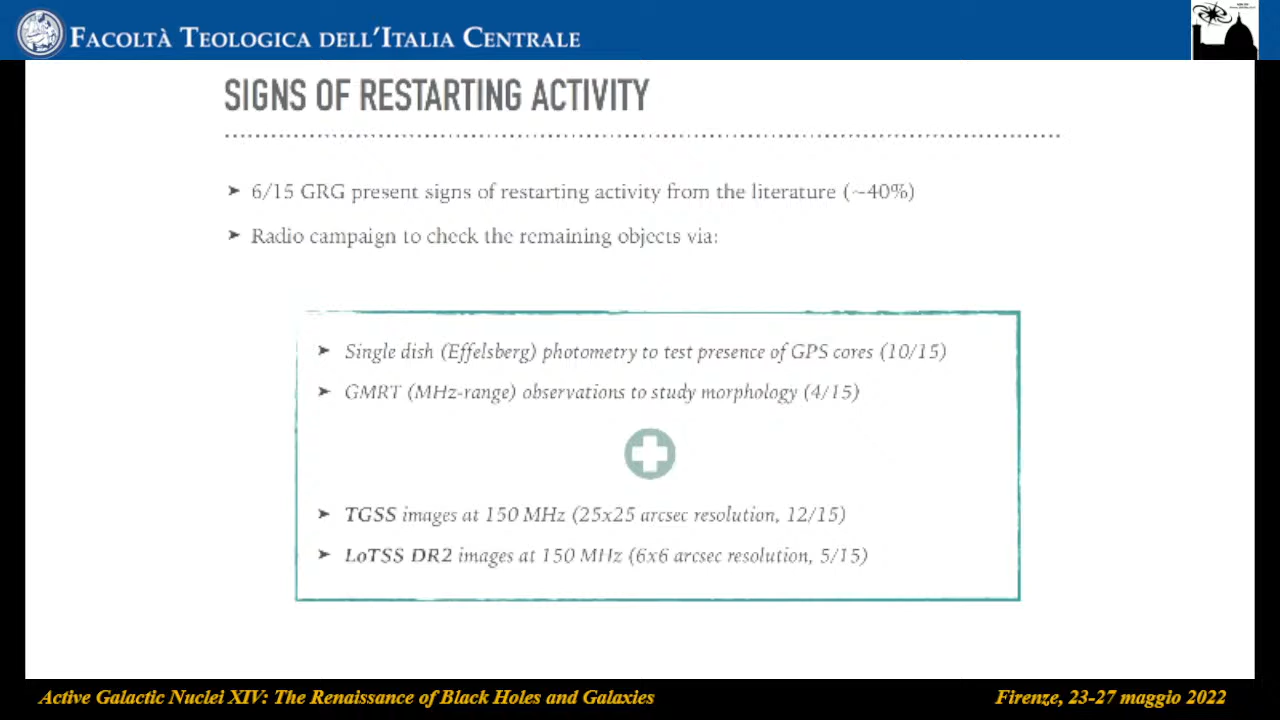 FACOLTÀ TEOLOGICA DELL'ITALIA CENTRALE
SIGNS OF RESTARTING ACTIVITY
➤ 6/15 GRG present signs of restarting activity from the literature (~40%)
➤ Radio campaign to check the remaining objects via:
➤ Single dish (Effelsberg) photometry to test presence of GPS cores (10/15)
➤ GMRT (MHz-range) observations to study morphology (4/15)
➤ TGSS images at 150 MHz (25x25 arcsec resolution, 12/15)
➤ LoTSS DR2 images at 150 MHz (6x6 arcsec resolution, 5/15)
Active Galactic Nuclei XIV: The Renaissance of Black Holes and Galaxies
Firenze, 23-27 maggio 2022